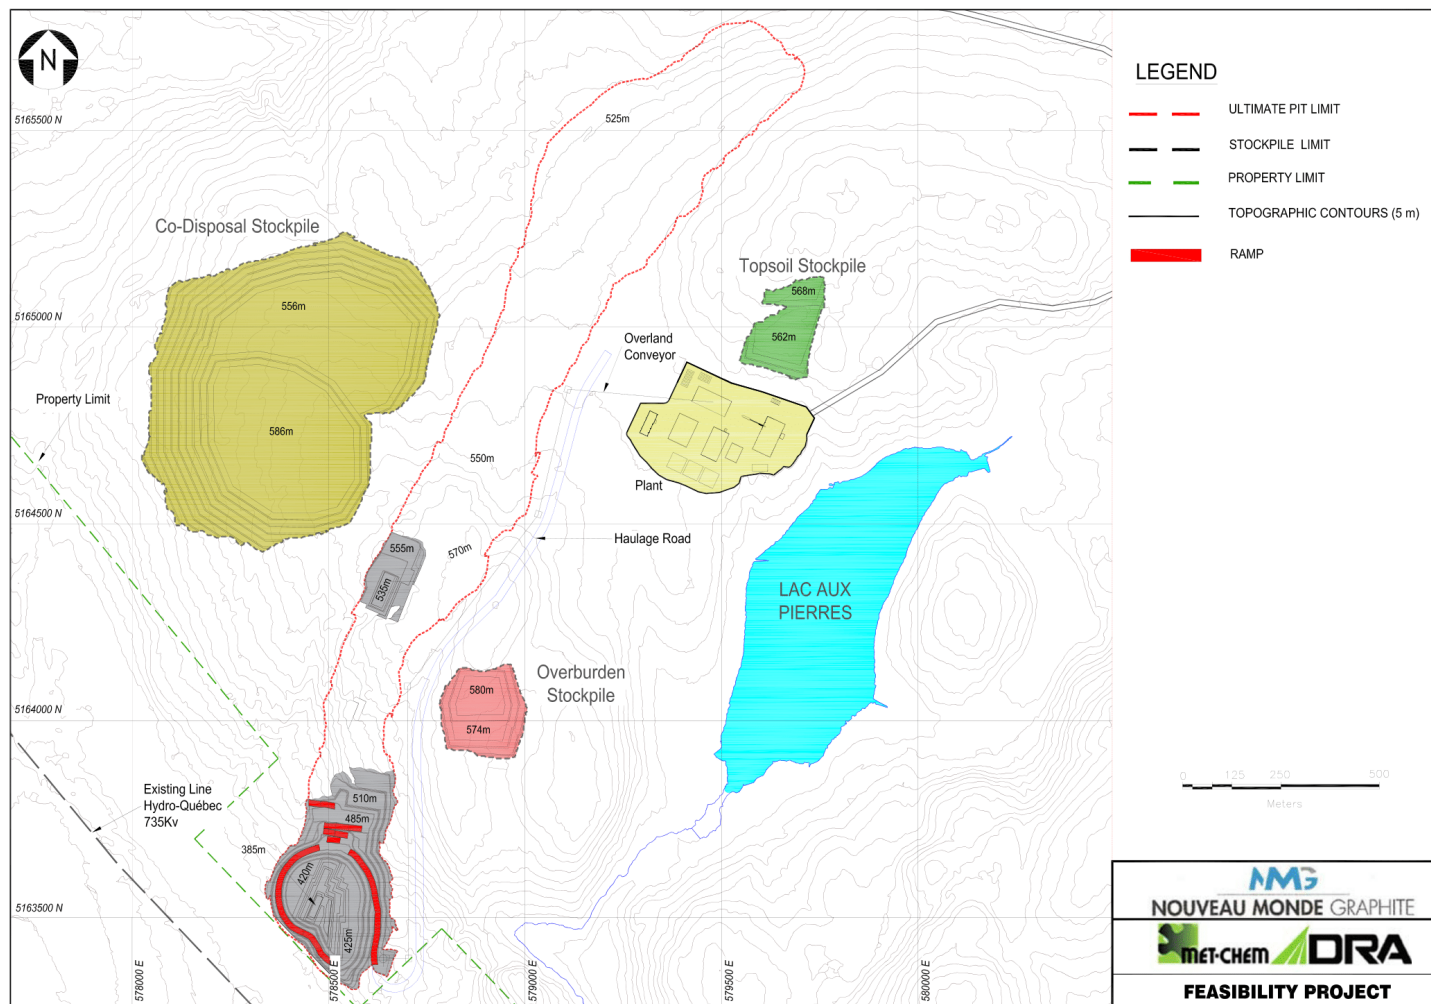 N
5165500 N
5165000 N
5164500 N
5164000 N
5163500 N
578000 E
578500 E
579000 E
579500 E
580000 E
525m
Co-Disposal Stockpile
556m
586m
Topsoil Stockpile
568m
562m
Overland
Conveyor
Plant
Property Limit
550m
570m
555m
535m
Haulage Road
LAC AUX
PIERRES
Overburden
Stockpile
580m
574m
Existing Line
Hydro-Québec
735Kv
510m
485m
385m
420m
425m
LEGEND
ULTIMATE PIT LIMIT
STOCKPILE LIMIT
PROPERTY LIMIT
TOPOGRAPHIC CONTOURS (5 m)
RAMP
0 125 250 500
Meters
NMG
NOUVEAU MONDE GRAPHITE
MET-CHEM DRA
FEASIBILITY PROJECT